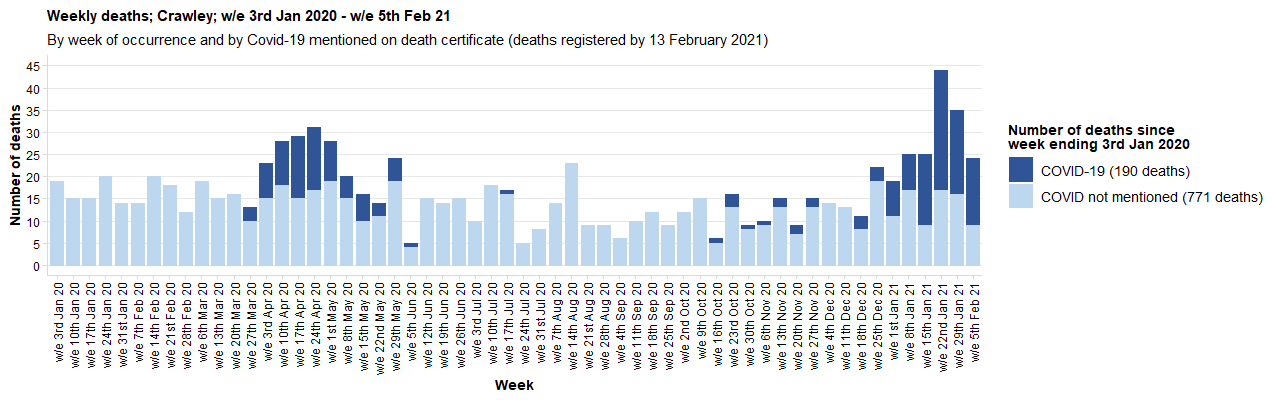 Weekly deaths; Crawley; w/e 3rd Jan 2020 - w/e 5th Feb 21
By week of occurrence and by Covid-19 mentioned on death certificate (deaths registered by 13 February 2021)
Number of deaths
45
40
35
30
25
20
15
10
5
0
w/e 3rd Jan 20
w/e 10th Jan 20
w/e 17th Jan 20
w/e 24th Jan 20
w/e 31st Jan 20
w/e 7th Feb 20
w/e 14th Feb 20
w/e 21st Feb 20
w/e 28th Feb 20
w/e 6th Mar 20
w/e 13th Mar 20
w/e 20th Mar 20
w/e 27th Mar 20
w/e 3rd Apr 20
w/e 10th Apr 20
w/e 17th Apr 20
w/e 24th Apr 20
w/e 1st May 20
w/e 8th May 20
w/e 15th May 20
w/e 22nd May 20
w/e 29th May 20
w/e 5th Jun 20
w/e 12th Jun 20
w/e 19th Jun 20
w/e 26th Jun 20
w/e 3rd Jul 20
w/e 10th Jul 20
w/e 17th Jul 20
w/e 24th Jul 20
w/e 31st Jul 20
w/e 7th Aug 20
w/e 14th Aug 20
w/e 21st Aug 20
w/e 28th Aug 20
w/e 4th Sep 20
w/e 11th Sep 20
w/e 18th Sep 20
w/e 25th Sep 20
w/e 2nd Oct 20
w/e 9th Oct 20
w/e 16th Oct 20
w/e 23rd Oct 20
w/e 30th Oct 20
w/e 6th Nov 20
w/e 13th Nov 20
w/e 20th Nov 20
w/e 27th Nov 20
w/e 4th Dec 20
w/e 11th Dec 20
w/e 18th Dec 20
w/e 25th Dec 20
w/e 1st Jan 21
w/e 8th Jan 21
w/e 15th Jan 21
w/e 22nd Jan 21
w/e 29th Jan 21
w/e 5th Feb 21
Week
Number of deaths since
week ending 3rd Jan 2020
COVID-19 (190 deaths)
COVID not mentioned (771 deaths)